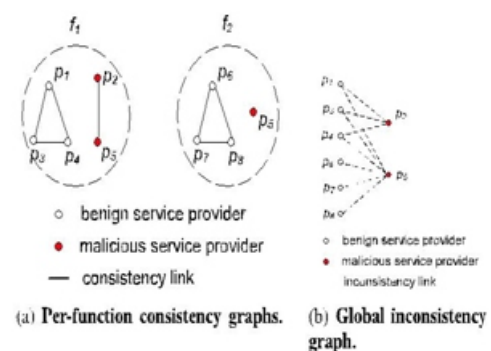 f1
f2
p1
p2
p3
p4
p5
p6
p5
p7
p8
○ benign service provider
● malicious service provider
— consistency link
(a) Per-function consistency graphs.
p1
p3
p4
p6
p7
p8
p2
p5
○ benign service provider
● malicious service provider
inconsistency link
(b) Global inconsistency
graph.